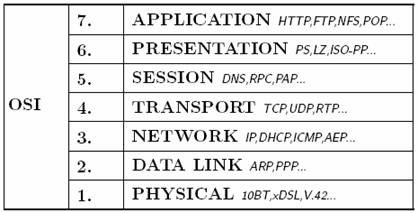 OSI
7. APPLICATION HTTP,FTP,NFS,POP...
6. PRESENTATION PS,LZ,ISO-PP...
5. SESSION DNS,RPC,PAP...
4. TRANSPORT TCP,UDP,RTP...
3. NETWORK IP,DHCP,ICMP,AEP...
2. DATA LINK ARP,PPP...
1. PHYSICAL 10BT,xDSL,V.42...